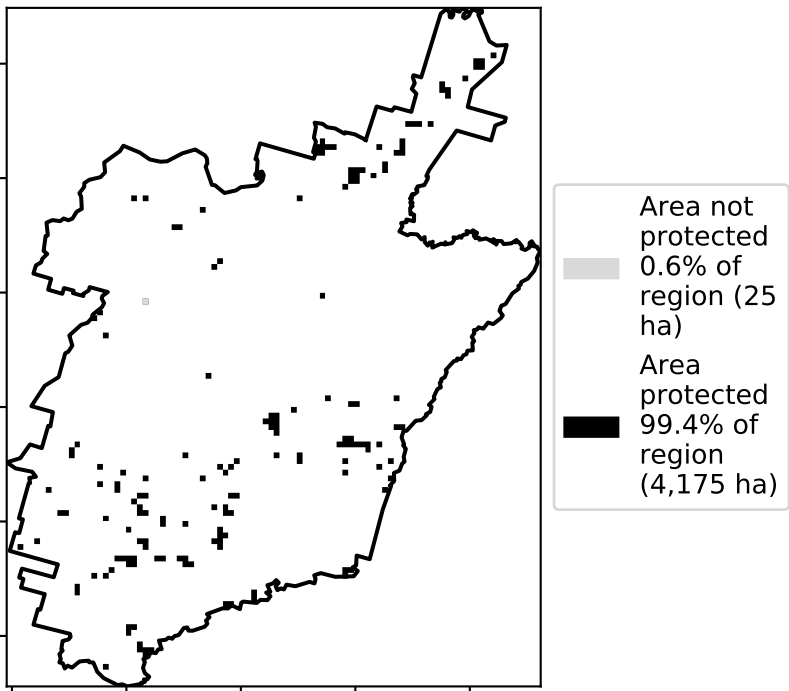 Area not
protected
0.6% of
region (25
ha)
Area
protected
99.4% of
region
(4,175 ha)